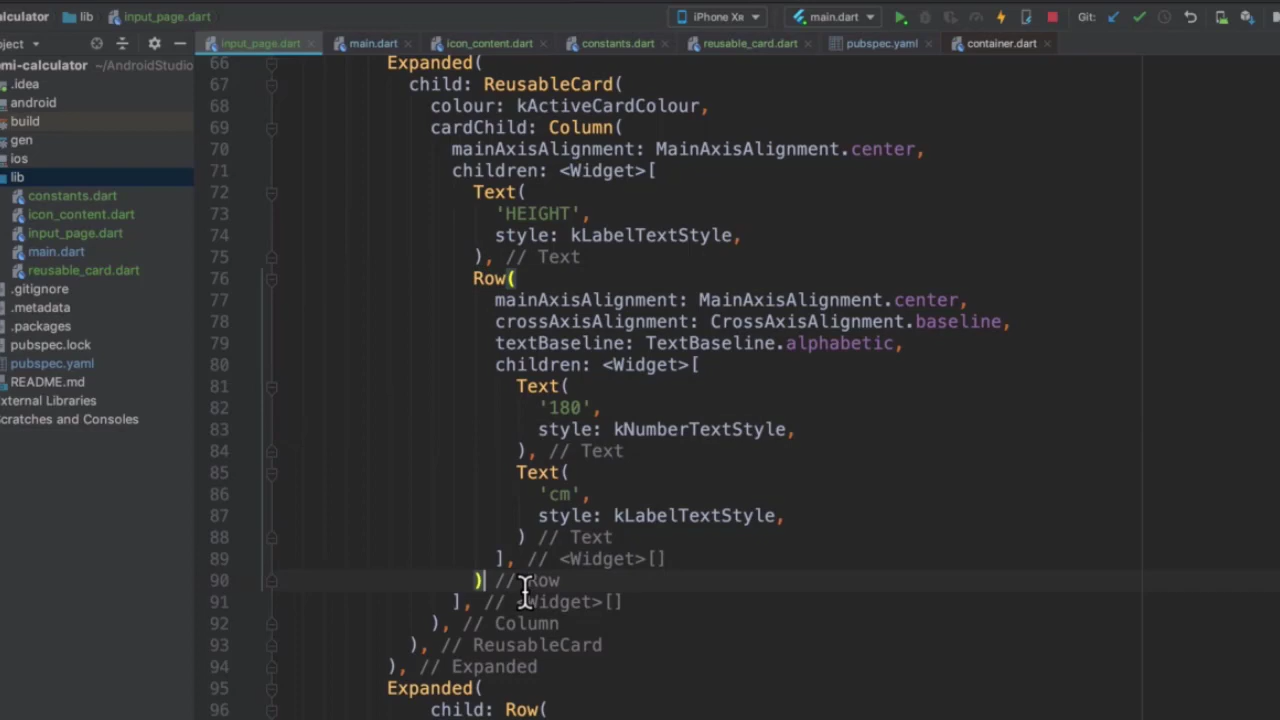 alculator lib input_page.dart iPhone Xʀ main.dart Git:
oject input_page.dart main.dart icon_content.dart constants.dart reusable_card.dart pubspec.yaml container.dart
mi-calculator ~/AndroidStudio
.idea
android
build
gen
ios
lib
constants.dart
icon_content.dart
input_page.dart
main.dart
reusable_card.dart
.gitignore
.metadata
.packages
pubspec.lock
pubspec.yaml
README.md
xternal Libraries
cratches and Consoles
66 Expanded(
67 child: ReusableCard(
68 colour: kActiveCardColour,
69 cardChild: Column(
70 mainAxisAlignment: MainAxisAlignment.center,
71 children: <Widget>[
72 Text(
73 'HEIGHT',
74 style: kLabelTextStyle,
75 ), // Text
76 Row(
77 mainAxisAlignment: MainAxisAlignment.center,
78 crossAxisAlignment: CrossAxisAlignment.baseline,
79 textBaseline: TextBaseline.alphabetic,
80 children: <Widget>[
81 Text(
82 '180',
83 style: kNumberTextStyle,
84 ), // Text
85 Text(
86 'cm',
87 style: kLabelTextStyle,
88 ) // Text
89 ], // <Widget>[]
90 ) // Row
91 ], // <Widget>[]
92 ), // Column
93 ), // ReusableCard
94 ), // Expanded
95 Expanded(
96 child: Row(